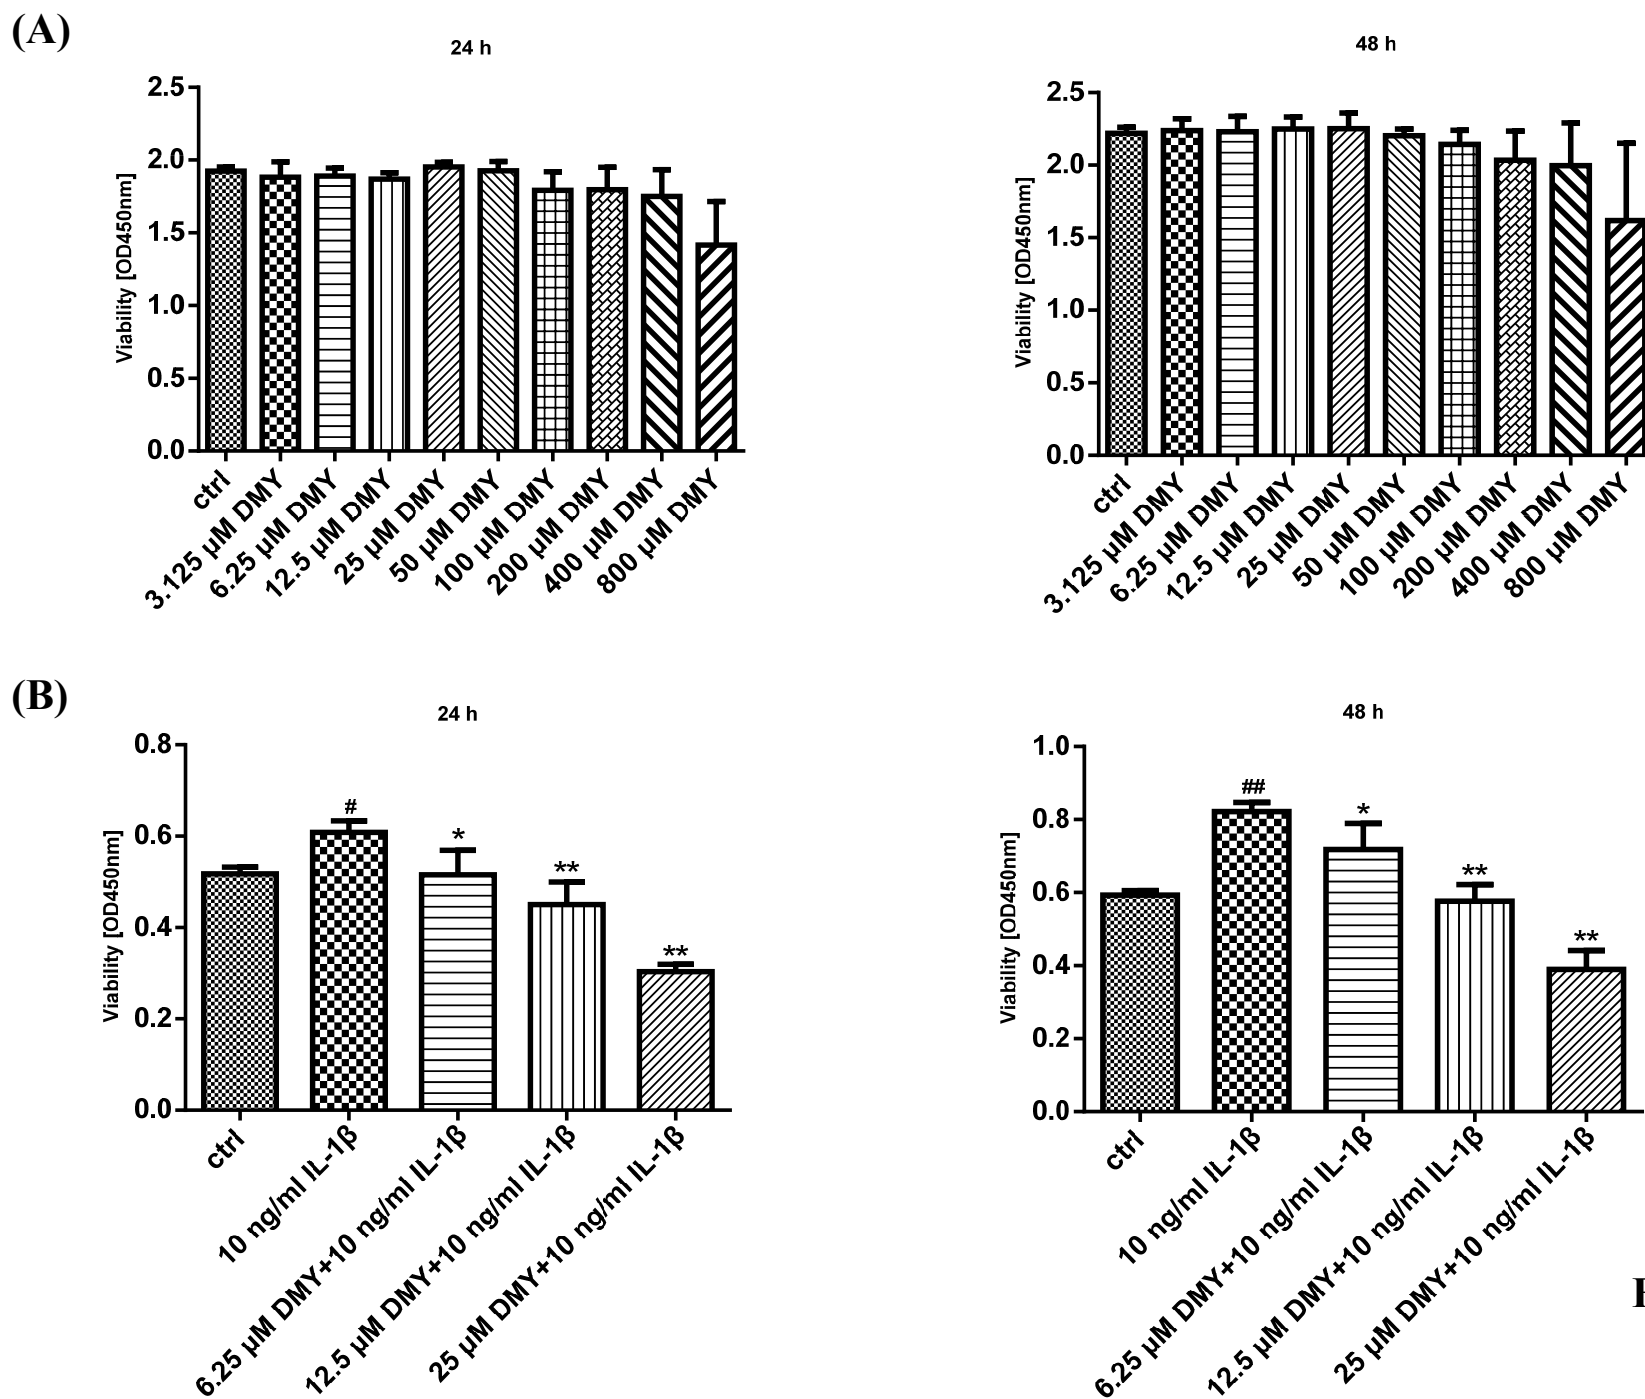 (A)
24 h
Viability [OD450nm]
2.5
2.0
1.5
1.0
0.5
0.0
ctrl
3.125 µM DMY
6.25 µM DMY
12.5 µM DMY
25 µM DMY
50 µM DMY
100 µM DMY
200 µM DMY
400 µM DMY
800 µM DMY
48 h
Viability [OD450nm]
2.5
2.0
1.5
1.0
0.5
0.0
ctrl
3.125 µM DMY
6.25 µM DMY
12.5 µM DMY
25 µM DMY
50 µM DMY
100 µM DMY
200 µM DMY
400 µM DMY
800 µM DMY
(B)
24 h
Viability [OD450nm]
0.8
0.6
0.4
0.2
0.0
#
*
**
**
ctrl
10 ng/ml IL-1β
6.25 µM DMY+10 ng/ml IL-1β
12.5 µM DMY+10 ng/ml IL-1β
25 µM DMY+10 ng/ml IL-1β
48 h
Viability [OD450nm]
1.0
0.8
0.6
0.4
0.2
0.0
##
*
**
**
ctrl
10 ng/ml IL-1β
6.25 µM DMY+10 ng/ml IL-1β
12.5 µM DMY+10 ng/ml IL-1β
25 µM DMY+10 ng/ml IL-1β